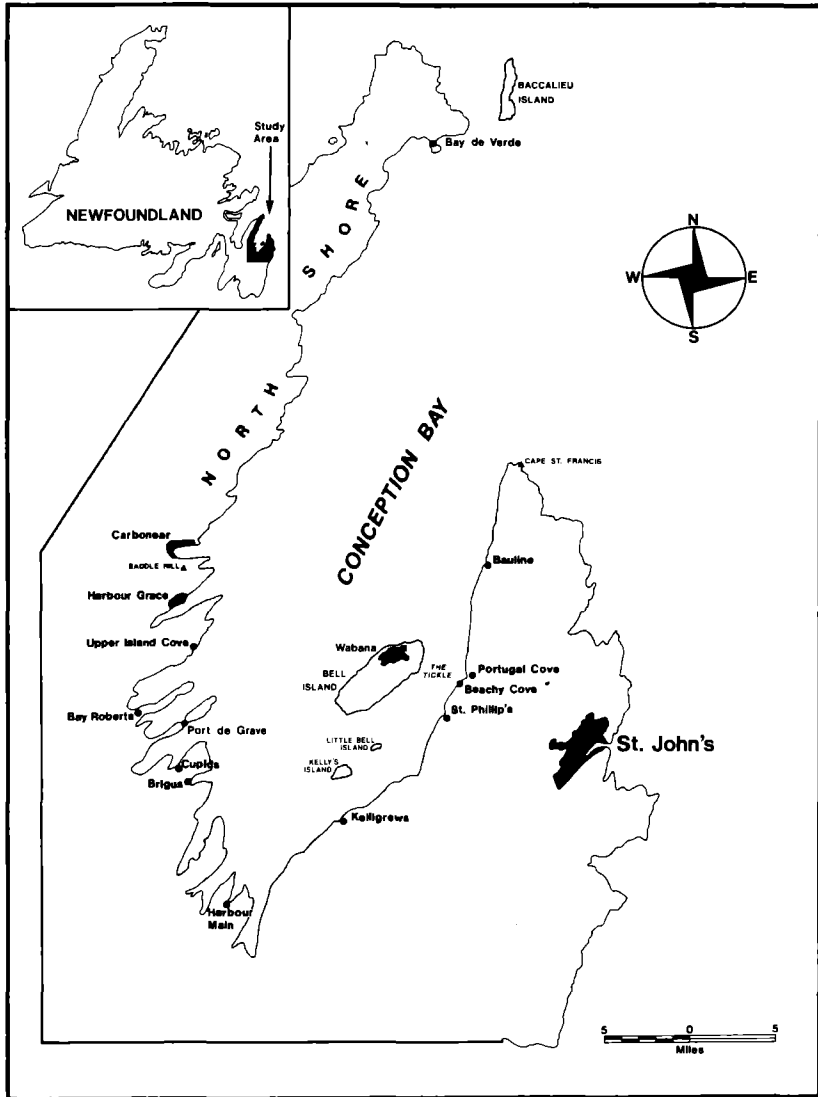 Study
Area
NEWFOUNDLAND
BACCALIEU
ISLAND
Bay de Verde
N
W E
S
NORTH SHORE
CONCEPTION BAY
CAPE ST. FRANCIS
Carbonear
SADDLE HILL
Bauline
Harbour Grace
Upper Island Cove
Wabana
BELL
ISLAND
THE
TICKLE
Portugal Cove
Beachy Cove
St. Phillip's
Bay Roberts
Port de Grave
St. John's
LITTLE BELL
ISLAND
KELLY'S
ISLAND
Cupids
Brigus
Kelligrews
Harbour
Main
5 0 5
Miles